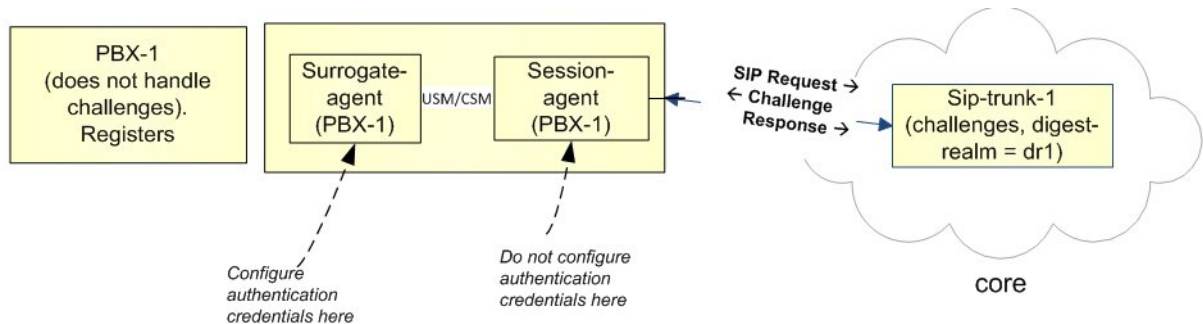 PBX-1
(does not handle
challenges).
Registers
Surrogate-
agent
(PBX-1)
USM/CSM
Session-
agent
(PBX-1)
SIP Request →
← Challenge
Response →
Sip-trunk-1
(challenges, digest-
realm = dr1)
Configure
authentication
credentials here
Do not configure
authentication
credentials here
core